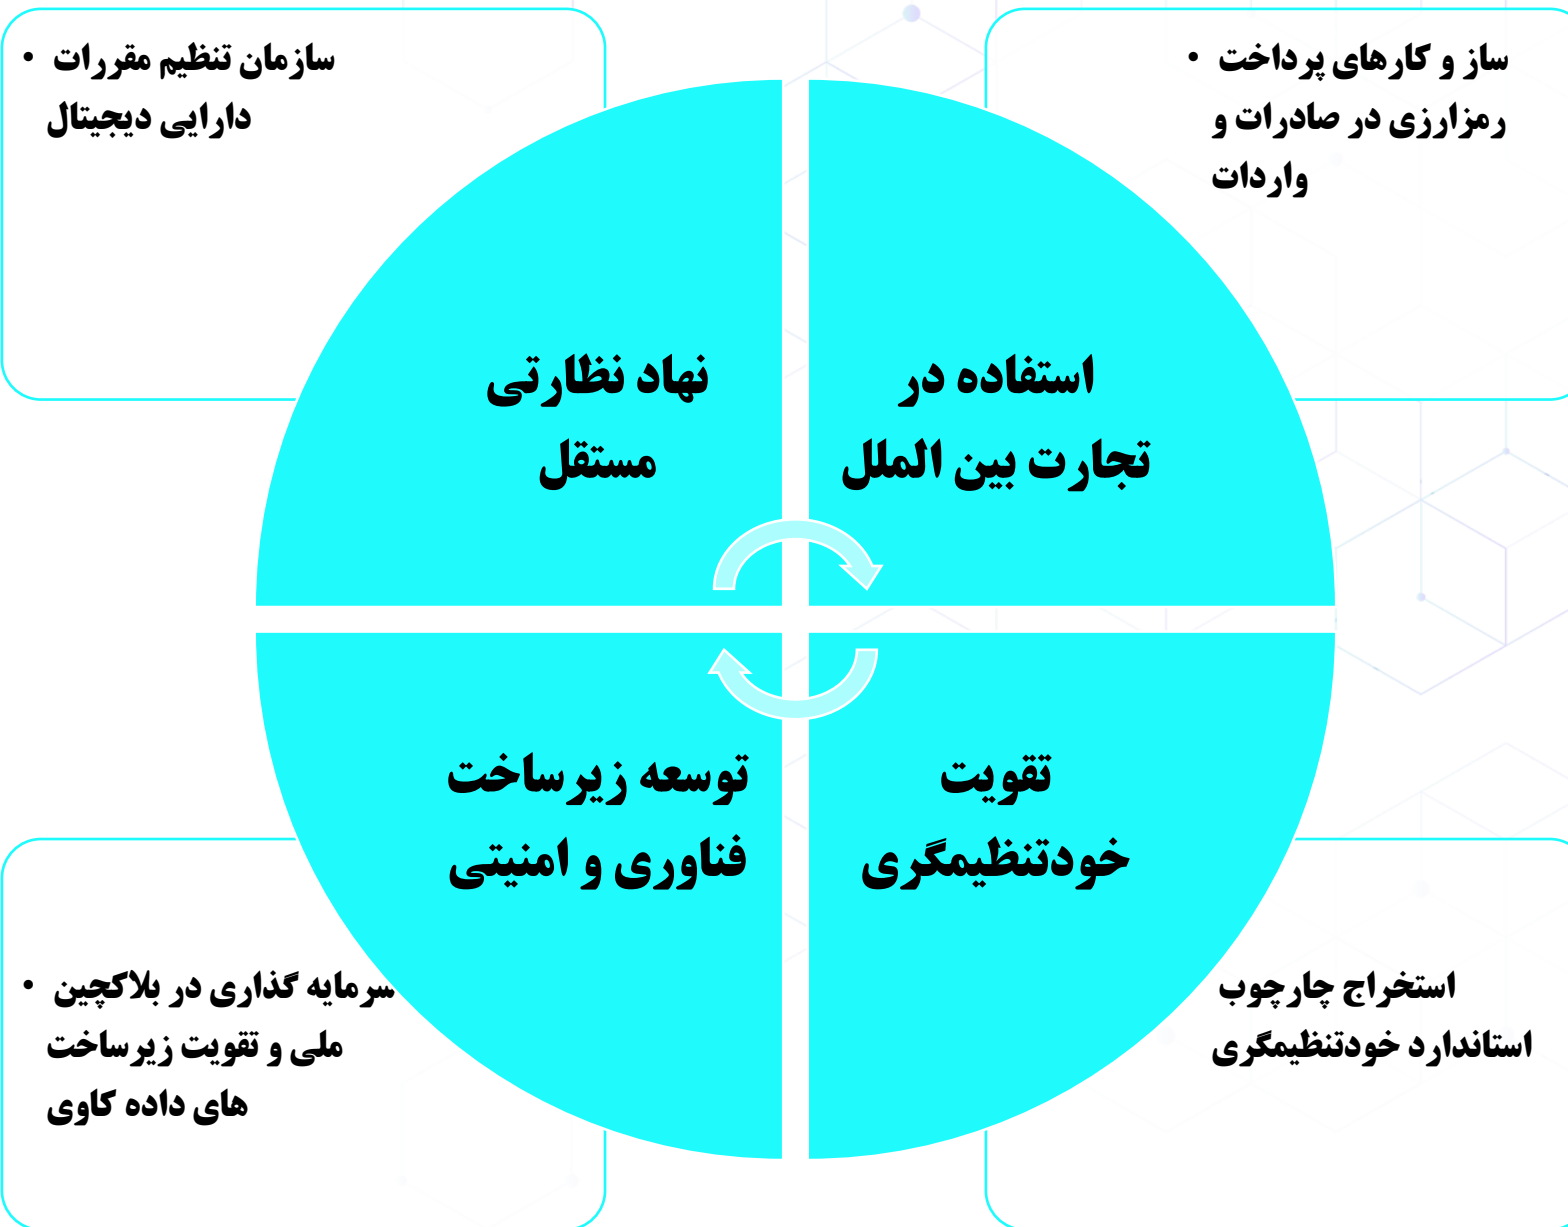 ساز و کارهای پرداخت
رمزارزی در صادرات و
واردات
سازمان تنظیم مقررات
دارایی دیجیتال
استفاده در
تجارت بین الملل
نهاد نظارتی
مستقل
تقویت
خودتنظیمگری
توسعه زیرساخت
فناوری و امنیتی
استخراج چارچوب
استاندارد خودتنظیمگری
سرمایه گذاری در بلاکچین
ملی و تقویت زیرساخت
های داده کاوی